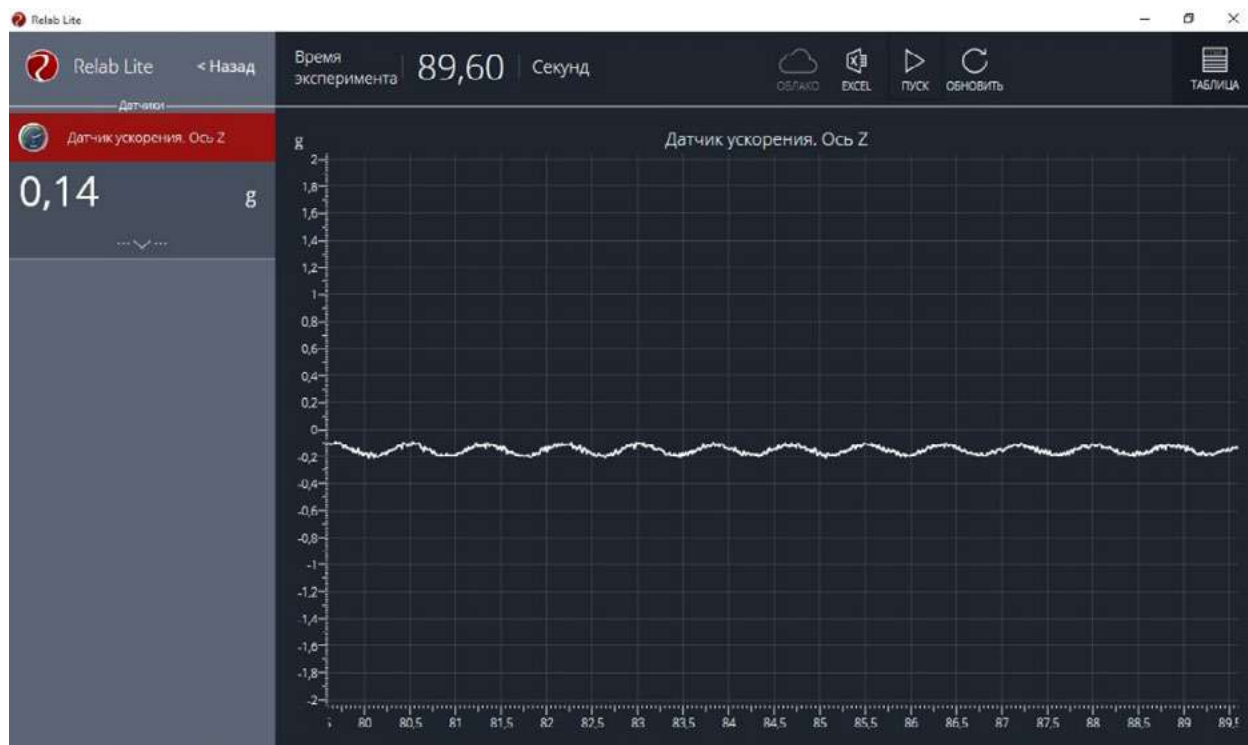 Relab Lite
Relab Lite
< Назад
Время
эксперимента
89,60
Секунд
ОБЛАКО
EXCEL
ПУСК
ОБНОВИТЬ
ТАБЛИЦА
Датчики
Датчик ускорения. Ось Z
0,14
g
g
Датчик ускорения. Ось Z
2
1,8
1,6
1,4
1,2
1
0,8
0,6
0,4
0,2
0
-0,2
-0,4
-0,6
-0,8
-1
-1,2
-1,4
-1,6
-1,8
-2
80 80,5 81 81,5 82 82,5 83 83,5 84 84,5 85 85,5 86 86,5 87 87,5 88 88,5 89 89,5